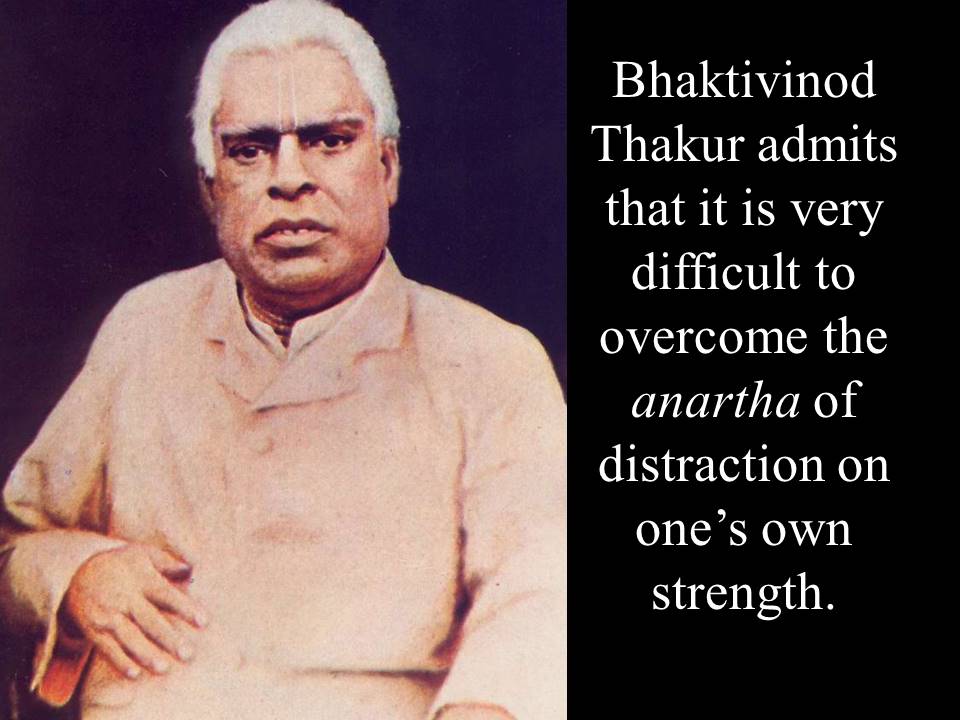 Bhaktivinod
Thakur admits
that it is very
difficult to
overcome the
anartha of
distraction on
one’s own
strength.